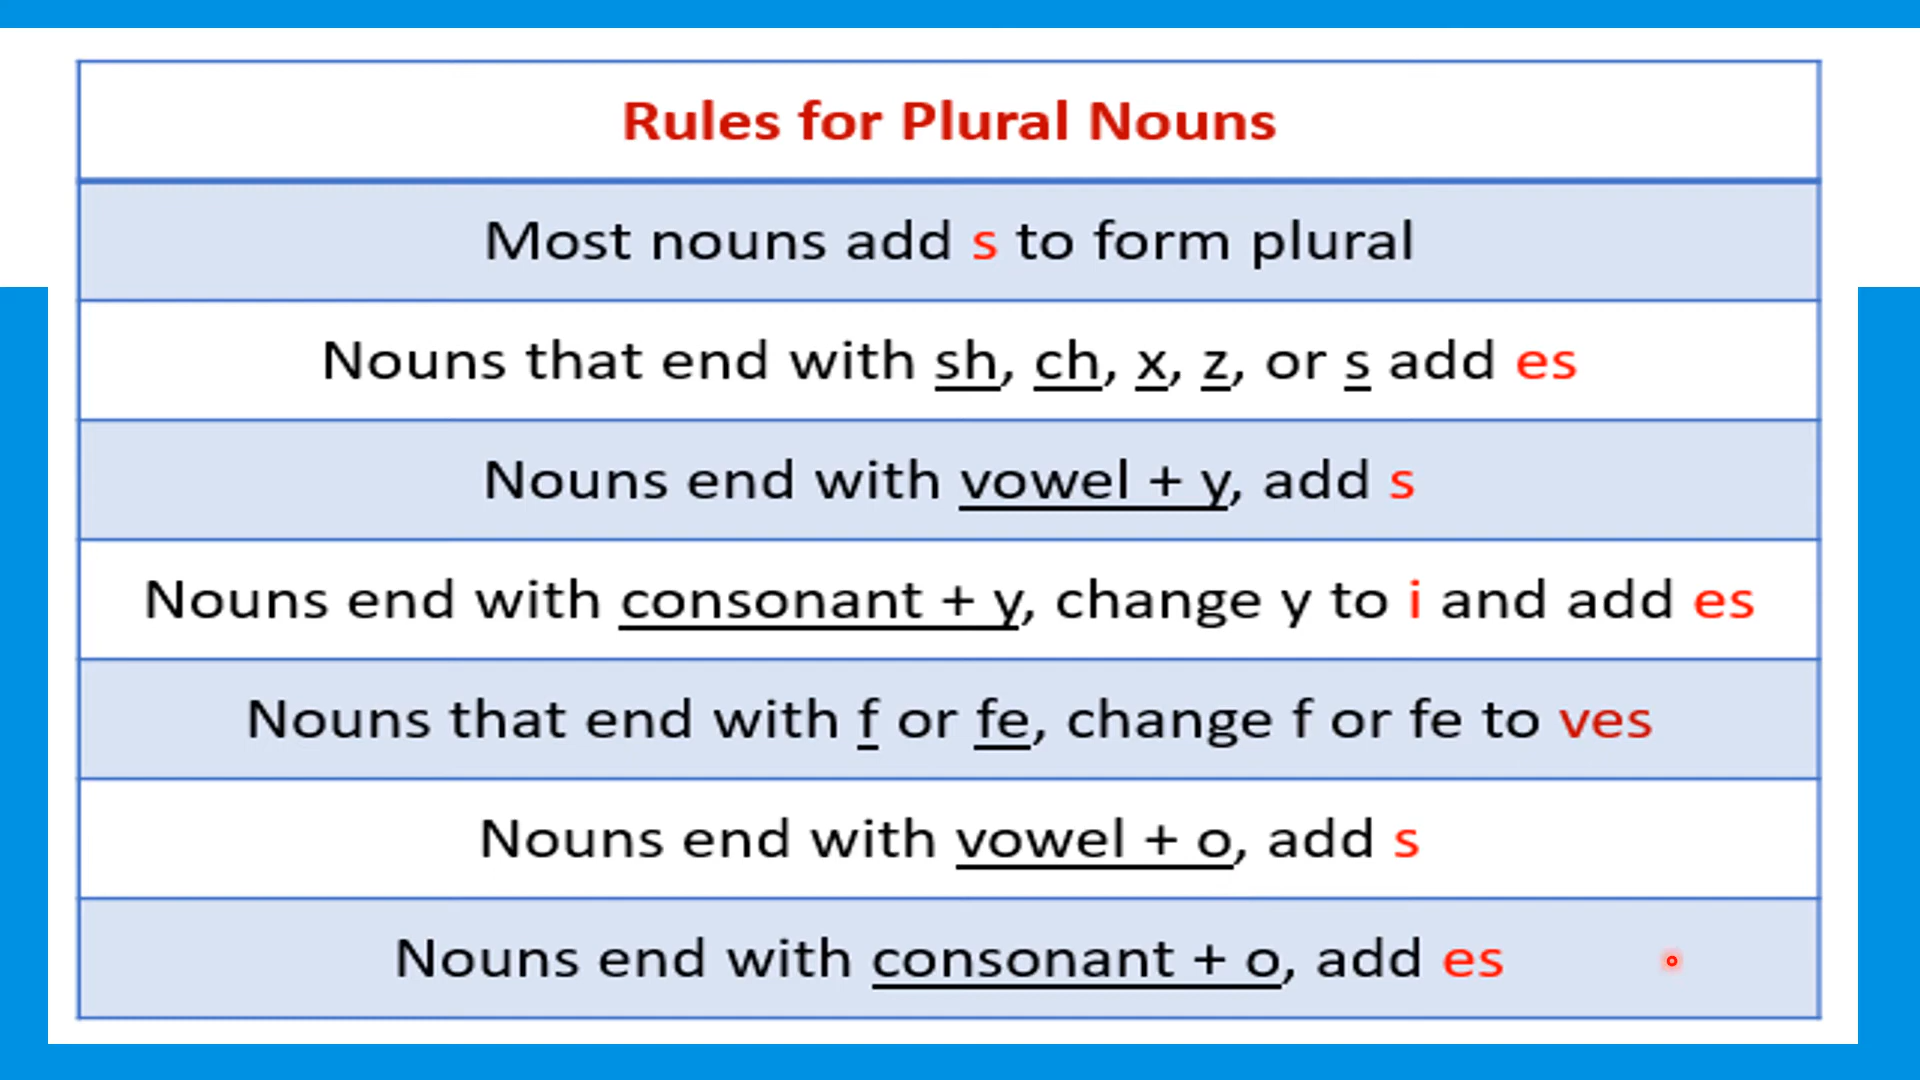 Rules for Plural Nouns
Most nouns add s to form plural
Nouns that end with sh, ch, x, z, or s add es
Nouns end with vowel + y, add s
Nouns end with consonant + y, change y to i and add es
Nouns that end with f or fe, change f or fe to ves
Nouns end with vowel + o, add s
Nouns end with consonant + o, add es